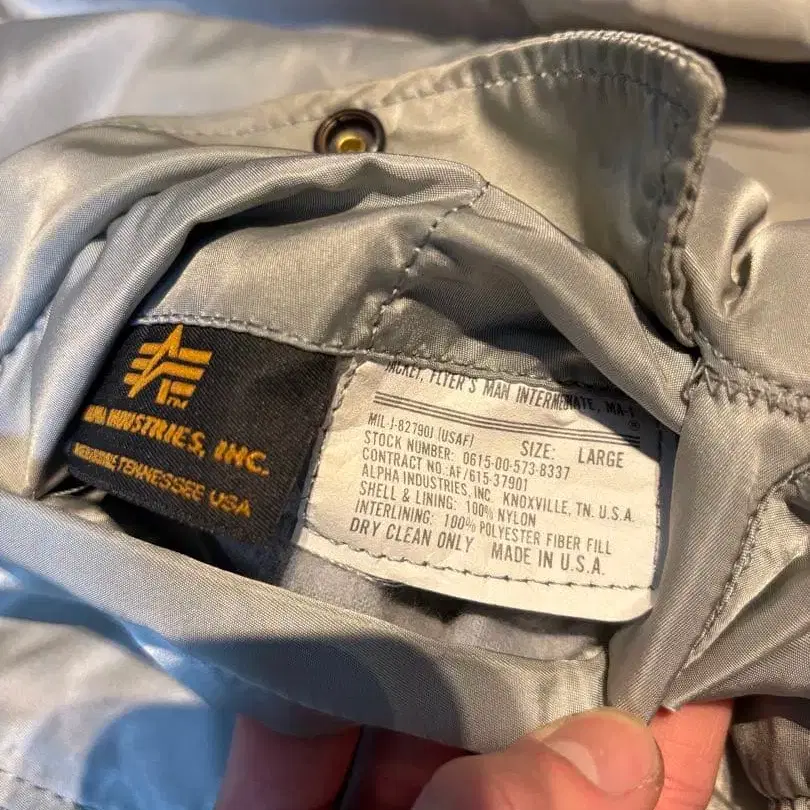 TM
INDUSTRIES, INC.
TENNESSEE USA
JACKET, FLYER'S MAN INTERMEDIATE, MA-1
®
MIL-J-8279OJ (USAF) SIZE: LARGE
STOCK NUMBER: 0615-00-573-8337
CONTRACT NO. AF/615-37901
ALPHA INDUSTRIES, INC. KNOXVILLE, TN. U.S.A.
SHELL & LINING: 100% NYLON
INTERLINING: 100% POLYESTER FIBER FILL
DRY CLEAN ONLY MADE IN U.S.A.